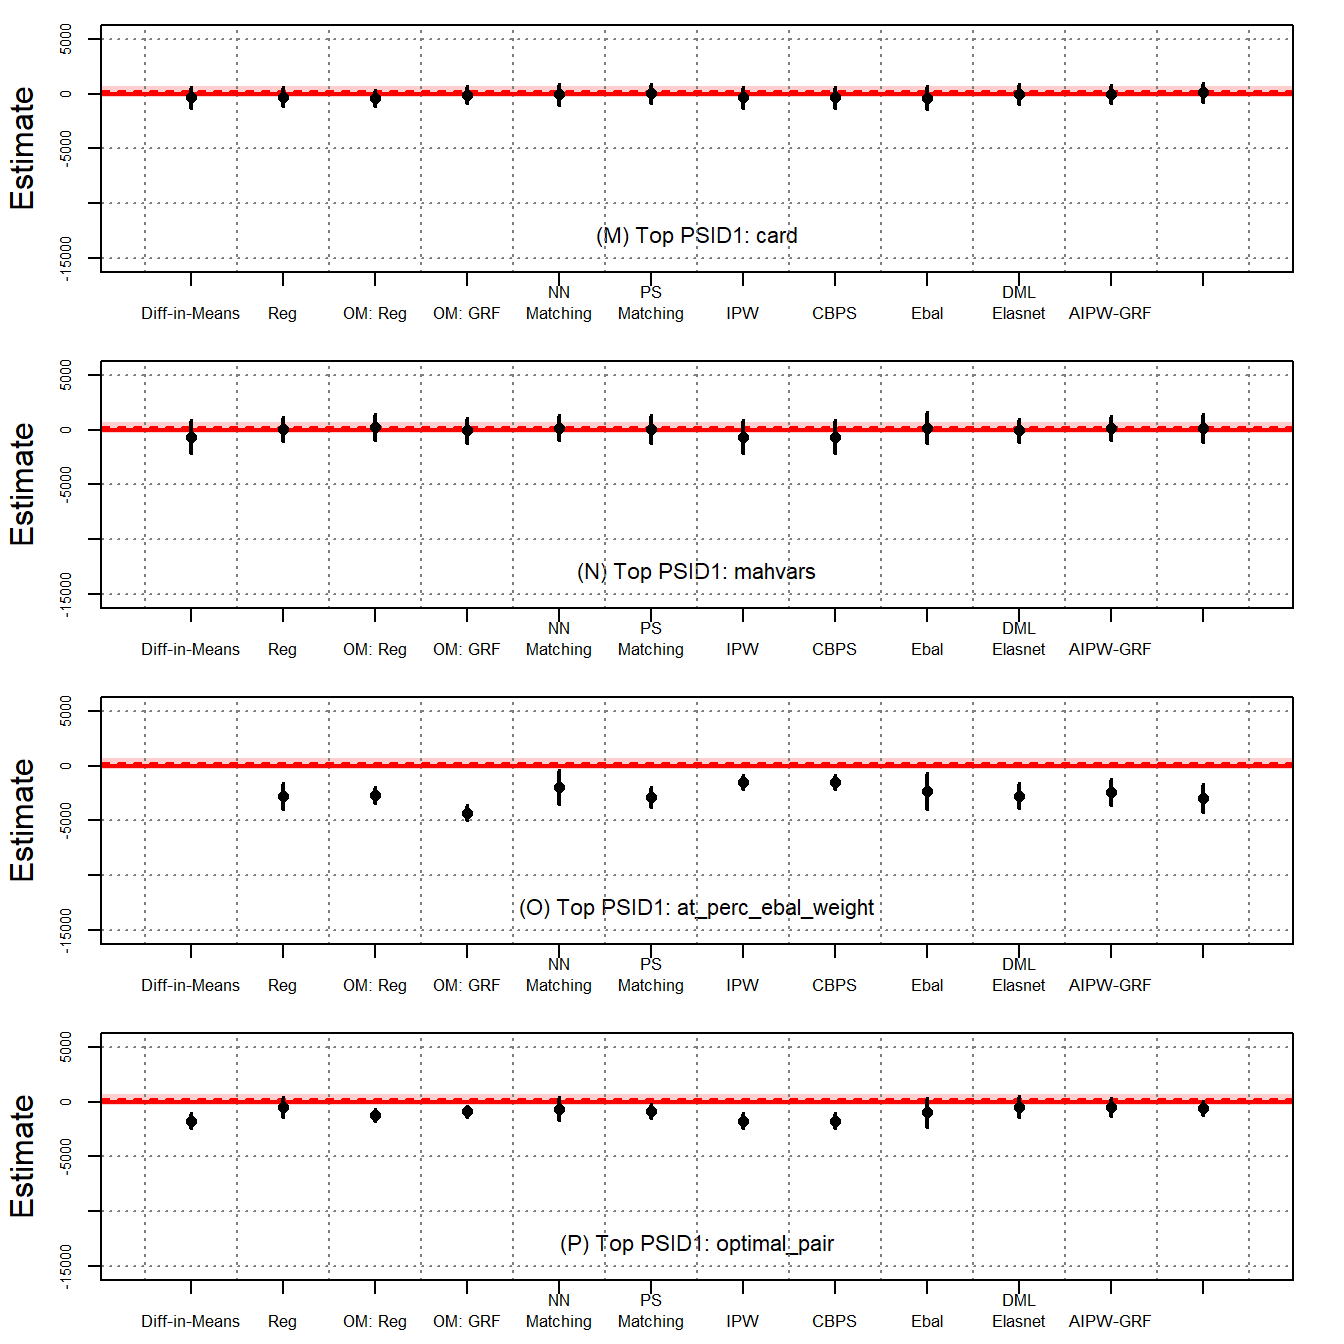 5000
0
-5000
-15000
Estimate
(M) Top PSID1: card
NN PS DML
Diff-in-Means Reg OM: Reg OM: GRF Matching Matching IPW CBPS Ebal Elasnet AIPW-GRF
5000
0
-5000
-15000
Estimate
(N) Top PSID1: mahvars
NN PS DML
Diff-in-Means Reg OM: Reg OM: GRF Matching Matching IPW CBPS Ebal Elasnet AIPW-GRF
5000
0
-5000
-15000
Estimate
(O) Top PSID1: at_perc_ebal_weight
NN PS DML
Diff-in-Means Reg OM: Reg OM: GRF Matching Matching IPW CBPS Ebal Elasnet AIPW-GRF
5000
0
-5000
-15000
Estimate
(P) Top PSID1: optimal_pair
NN PS DML
Diff-in-Means Reg OM: Reg OM: GRF Matching Matching IPW CBPS Ebal Elasnet AIPW-GRF